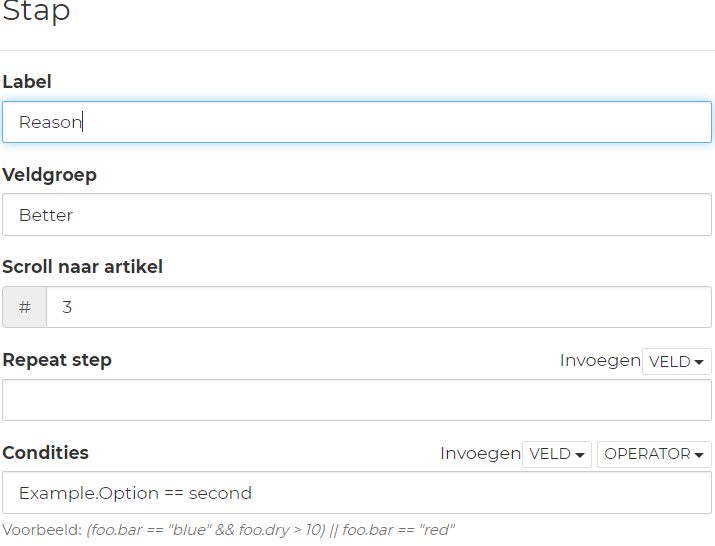 Stap
Label
Reason
Veldgroep
Better
Scroll naar artikel
# 3
Repeat step Invoegen VELD
Condities Invoegen VELD OPERATOR
Example.Option == second
Voorbeeld: (foo.bar == "blue" && foo.dry > 10) || foo.bar == "red"